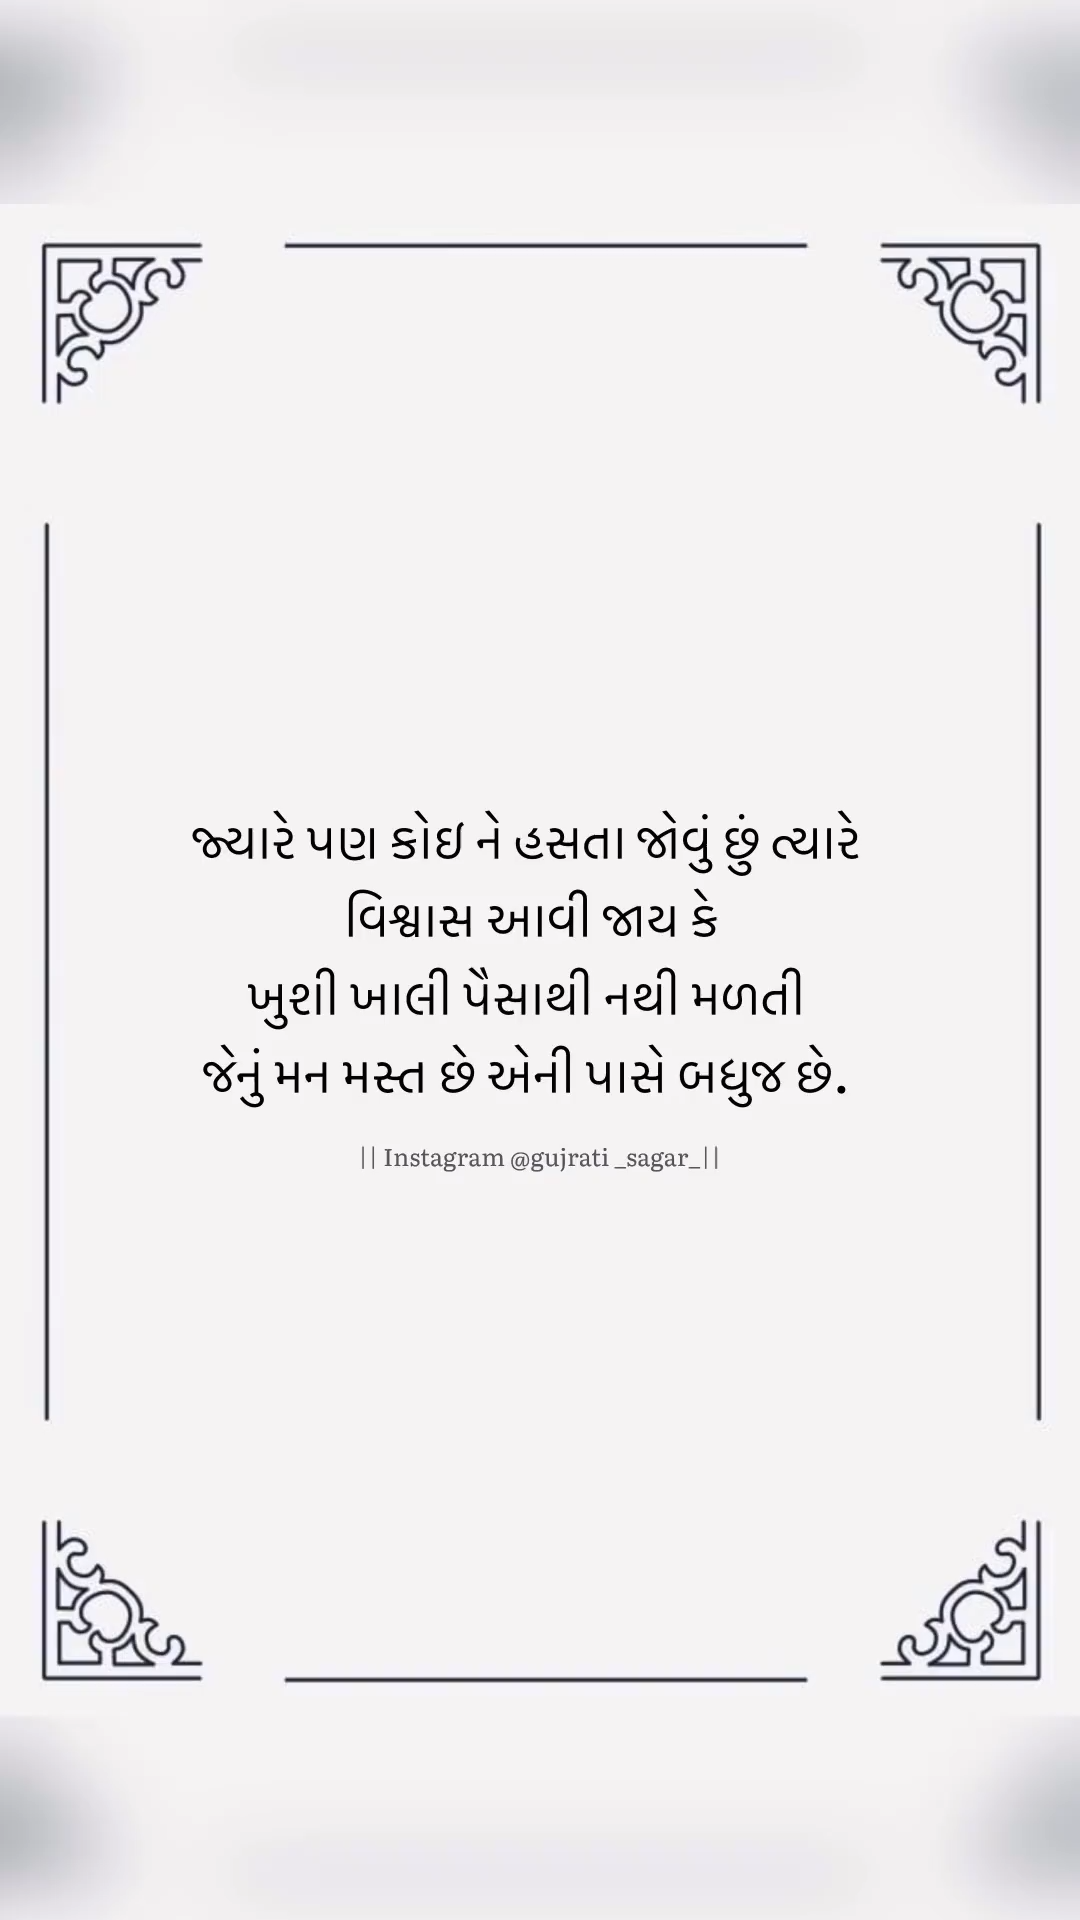 જ્યારે પણ કોઇ ને હસતા જોવું છું ત્યારે
વિશ્વાસ આવી જાય કે
ખુશી ખાલી પૈસાથી નથી મળતી
જેનું મન મસ્ત છે એની પાસે બધુજ છે.
|| Instagram @gujrati _sagar_||